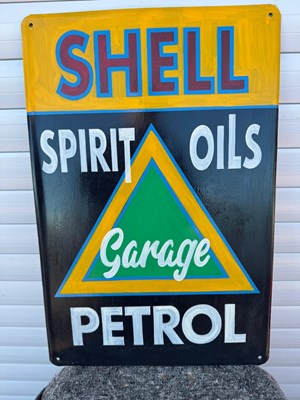 SHELL
SPIRIT OILS
Garage
PETROL